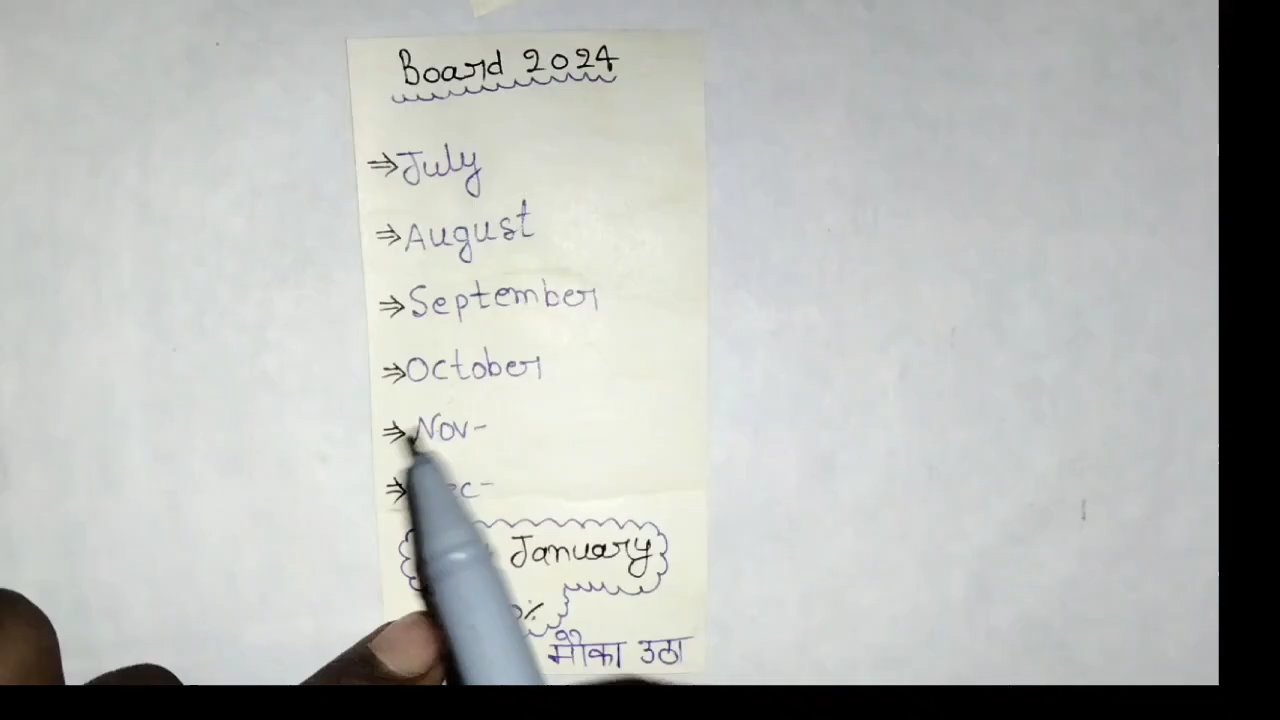 Board 2024
⇒ July
⇒ August
⇒ September
⇒ October
⇒ Nov-
⇒
January
%
मौका उठा